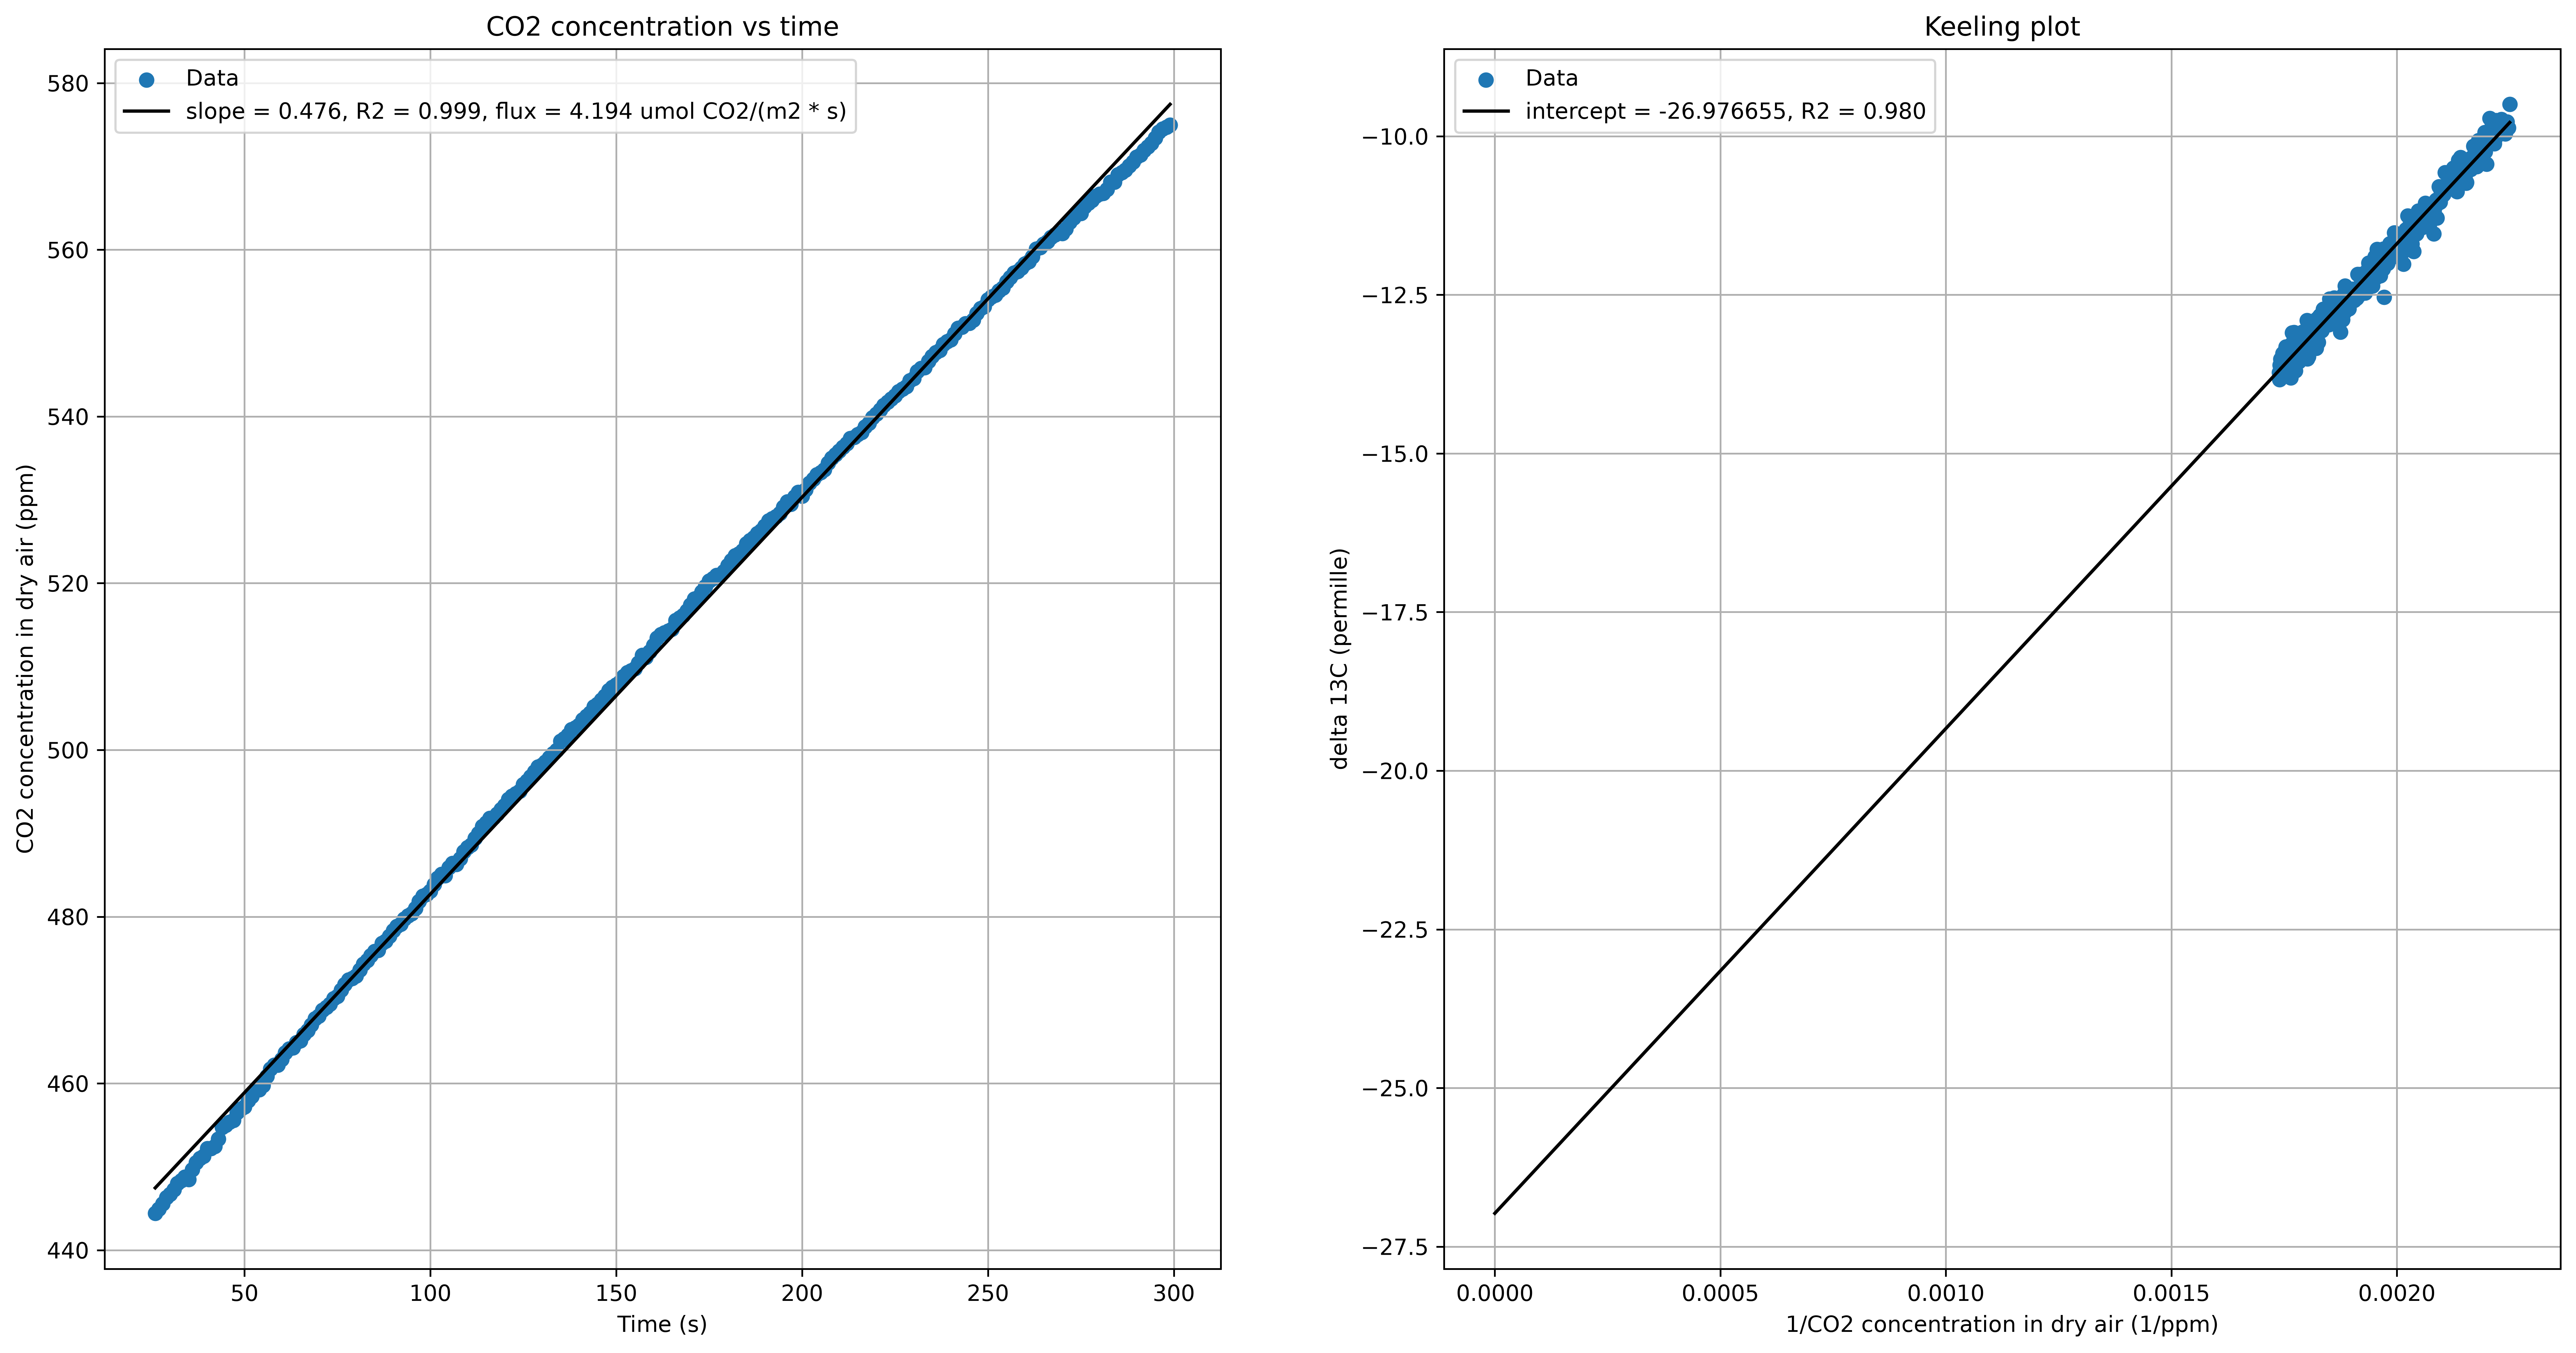 CO2 concentration vs time
Data
slope = 0.476, R2 = 0.999, flux = 4.194 umol CO2/(m2 * s)
580
560
540
520
500
480
460
440
CO2 concentration in dry air (ppm)
50 100 150 200 250 300
Time (s)
Keeling plot
Data
intercept = -26.976655, R2 = 0.980
−10.0
−12.5
−15.0
−17.5
−20.0
−22.5
−25.0
−27.5
delta 13C (permille)
0.0000 0.0005 0.0010 0.0015 0.0020
1/CO2 concentration in dry air (1/ppm)